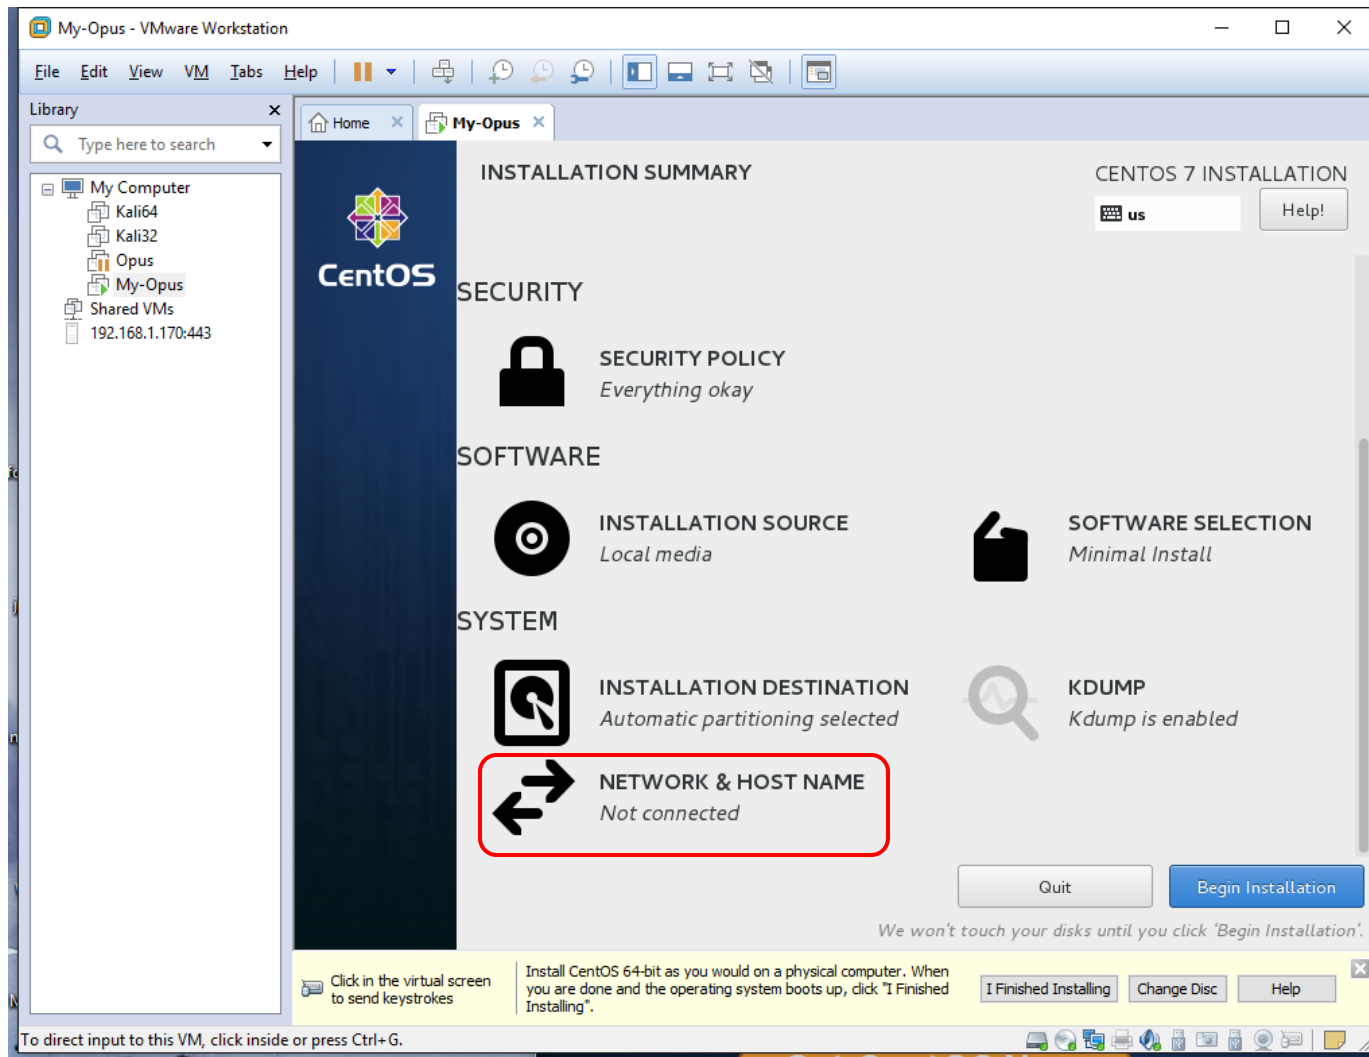 My-Opus - VMware Workstation
File Edit View VM Tabs Help
Library
Type here to search
My Computer
Kali64
Kali32
Opus
My-Opus
Shared VMs
192.168.1.170:443
Home
My-Opus
CentOS
INSTALLATION SUMMARY
CENTOS 7 INSTALLATION
us
Help!
SECURITY
SECURITY POLICY
Everything okay
SOFTWARE
INSTALLATION SOURCE
Local media
SOFTWARE SELECTION
Minimal Install
SYSTEM
INSTALLATION DESTINATION
Automatic partitioning selected
KDUMP
Kdump is enabled
NETWORK & HOST NAME
Not connected
Quit
Begin Installation
We won't touch your disks until you click 'Begin Installation'.
Click in the virtual screen
to send keystrokes
Install CentOS 64-bit as you would on a physical computer. When
you are done and the operating system boots up, click "I Finished
Installing".
I Finished Installing
Change Disc
Help
To direct input to this VM, click inside or press Ctrl+G.